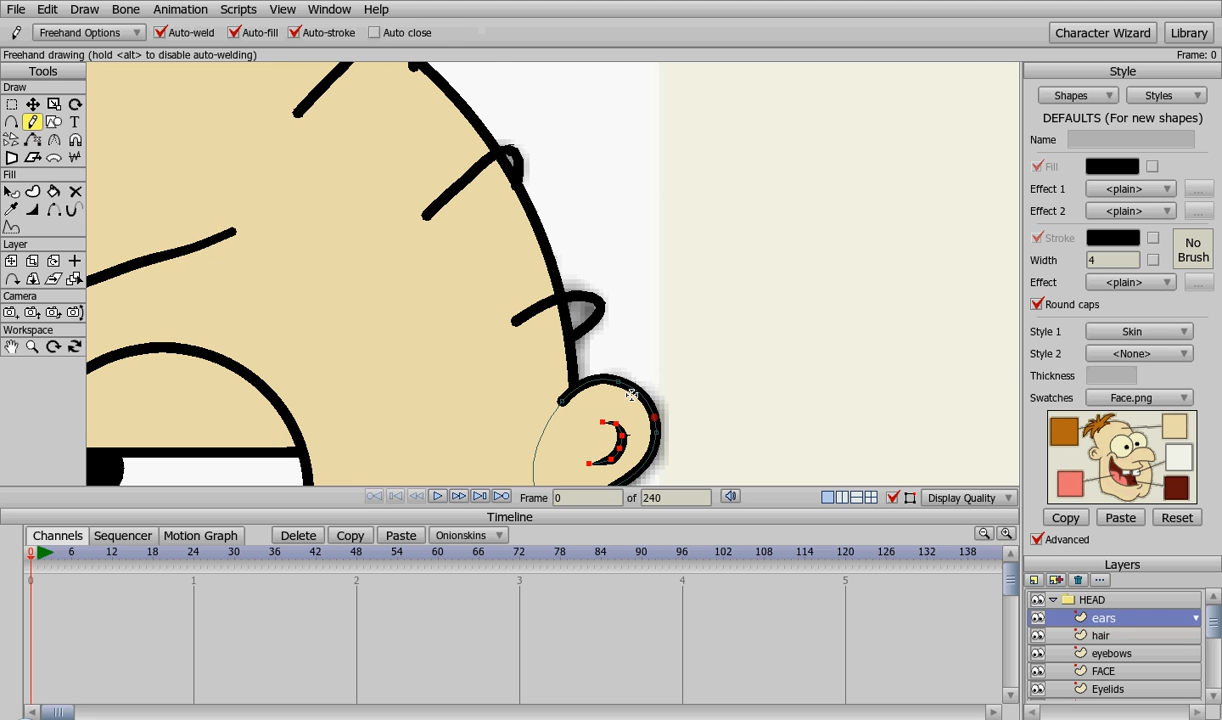 File Edit Draw Bone Animation Scripts View Window Help
Freehand Options Auto-weld Auto-fill Auto-stroke Auto close Character Wizard Library
Freehand drawing (hold <alt> to disable auto-welding) Frame: 0
Tools Style
Draw
Shapes Styles
DEFAULTS (For new shapes)
Name
Fill
Effect 1 <plain> ...
Effect 2 <plain> ...
Fill
Stroke
Width 4
No
Brush
Effect <plain> ...
Layer
Camera
Workspace
Round caps
Style 1 Skin
Style 2 <None>
Thickness
Swatches Face.png
Copy Paste Reset
Advanced
Frame 0 of 240 Display Quality
Timeline
Channels Sequencer Motion Graph Delete Copy Paste Onionskins
0 6 12 18 24 30 36 42 48 54 60 66 72 78 84 90 96 102 108 114 120 126 132 138
0 1 2 3 4 5
Layers
...
HEAD
ears
hair
eyebows
FACE
Eyelids